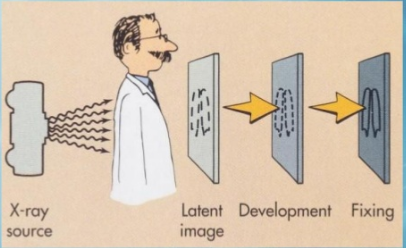 X-ray
source
Latent
image
Development
Fixing